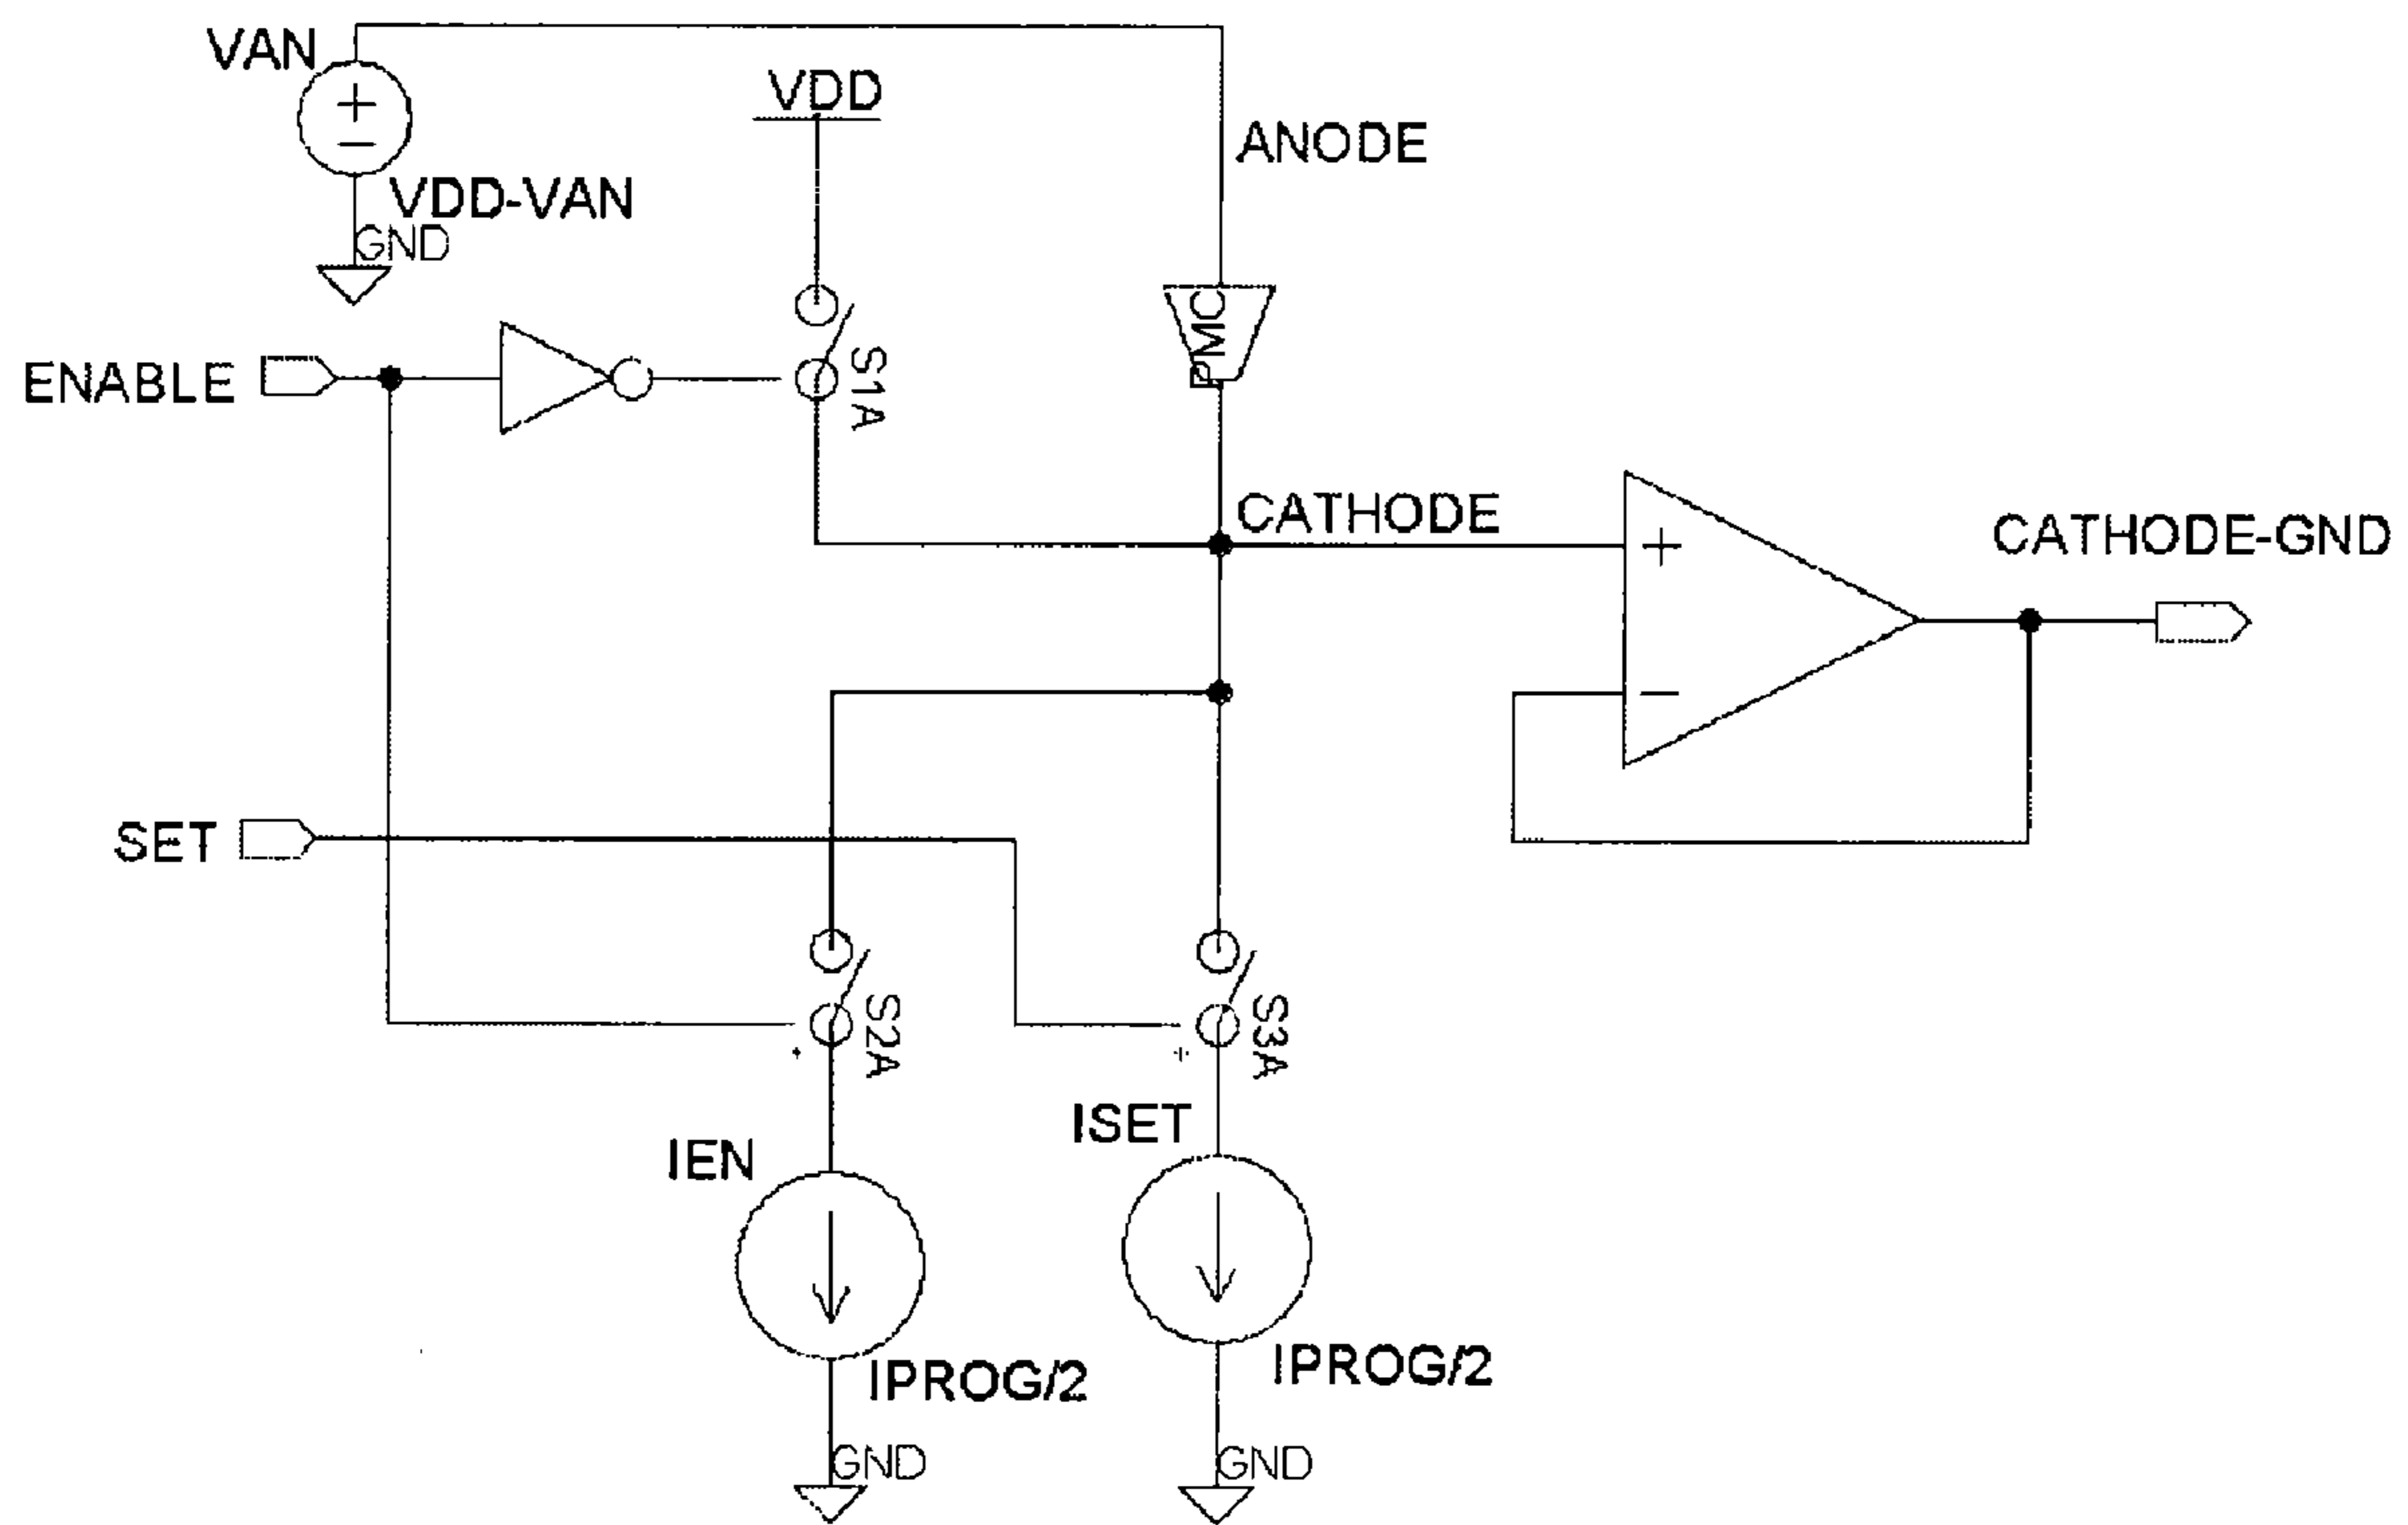 VAN
VDD
ANODE
VDD-VAN
GND
PMC
ENABLE
S1A
CATHODE
CATHODE-GND
SET
S2A
S3A
ISET
IEN
IPROG/2
IPROG/2
GND
GND